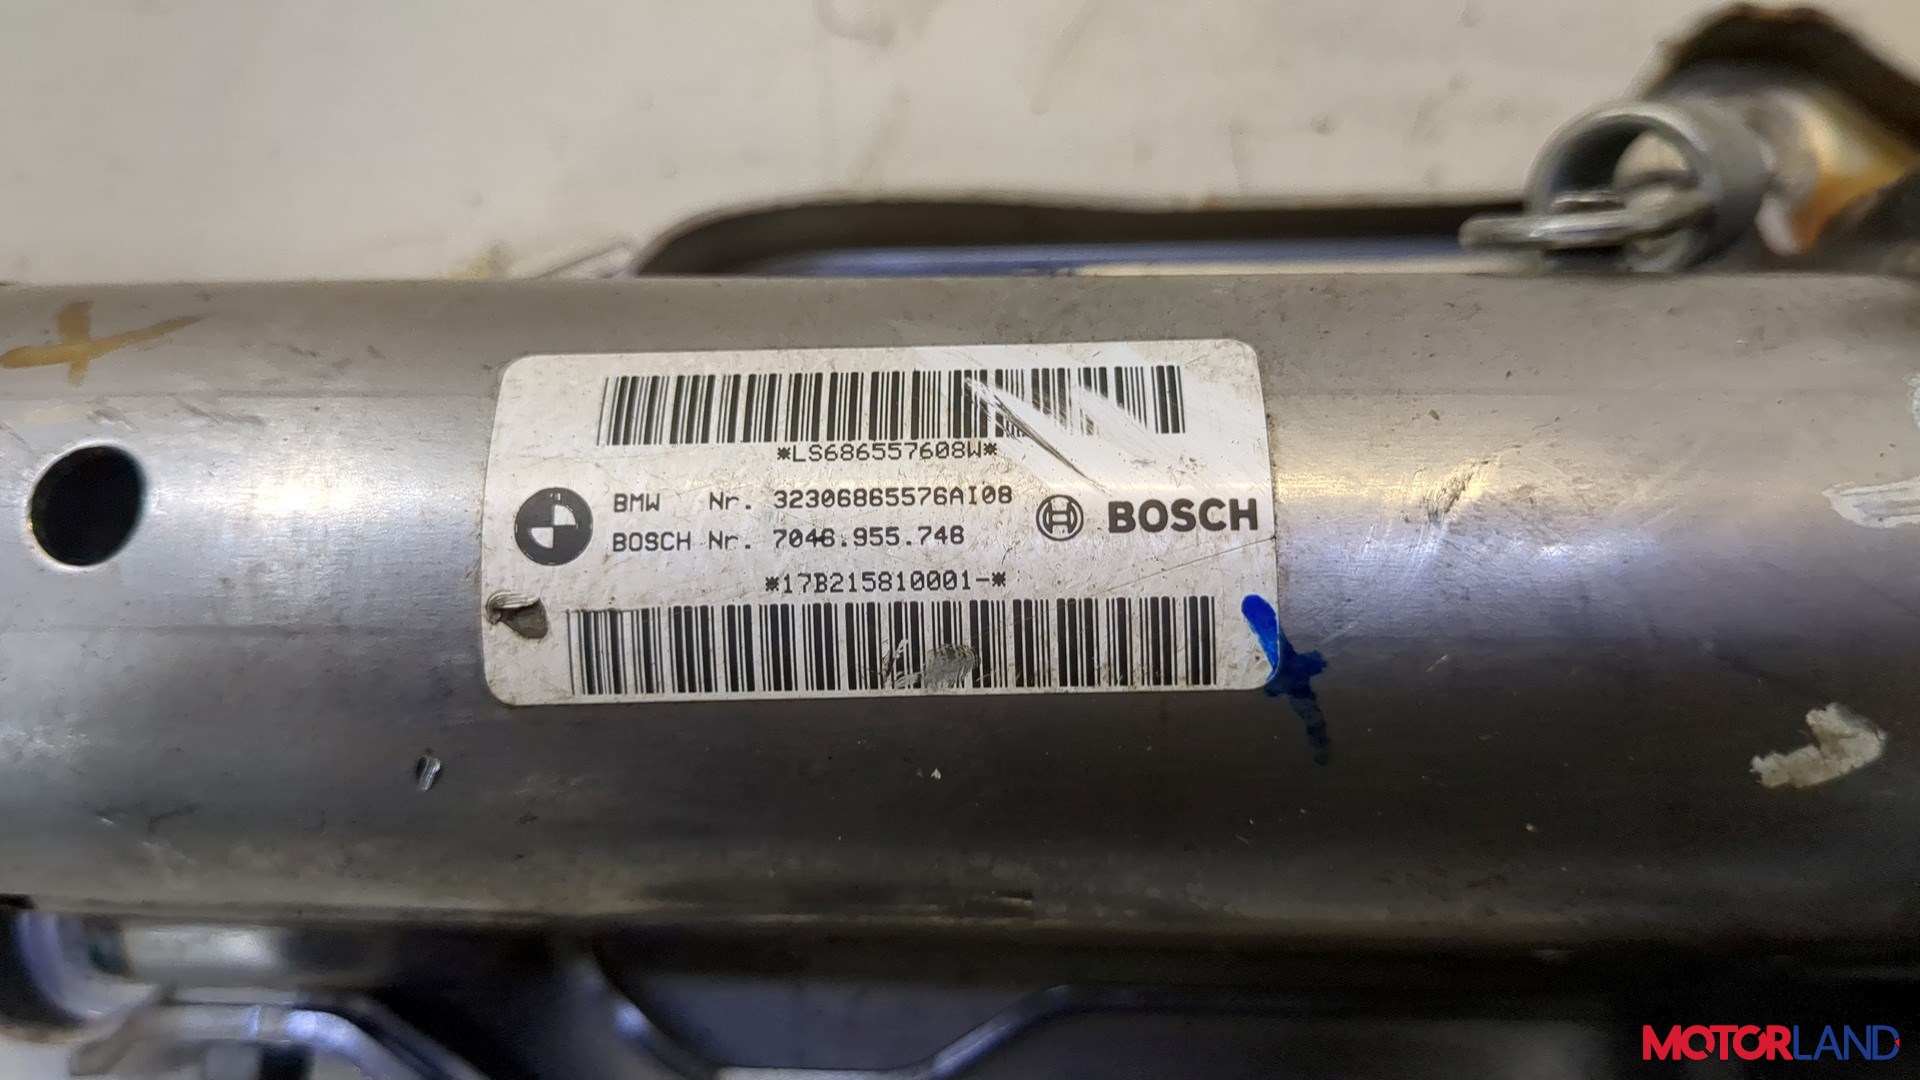 *LS686557608W*
BMW Nr. 32306865576AI08
BOSCH Nr. 7046.955.746
BOSCH
*17B215810001-*
MOTORLAND